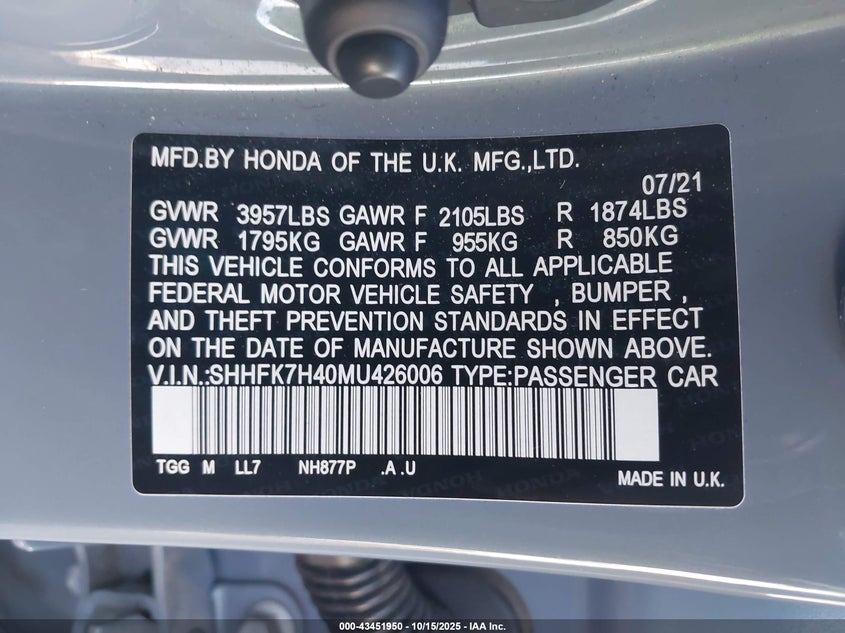 MFD.BY HONDA OF THE U.K. MFG.,LTD.
07/21
GVWR 3957LBS GAWR F 2105LBS R 1874LBS
GVWR 1795KG GAWR F 955KG R 850KG
THIS VEHICLE CONFORMS TO ALL APPLICABLE
FEDERAL MOTOR VEHICLE SAFETY , BUMPER ,
AND THEFT PREVENTION STANDARDS IN EFFECT
ON THE DATE OF MANUFACTURE SHOWN ABOVE.
V.I.N.:SHHFK7H40MU426006 TYPE:PASSENGER CAR
TGG M LL7 NH877P .A .U
MADE IN U.K.
000-43451950 - 10/15/2025 - IAA Inc.